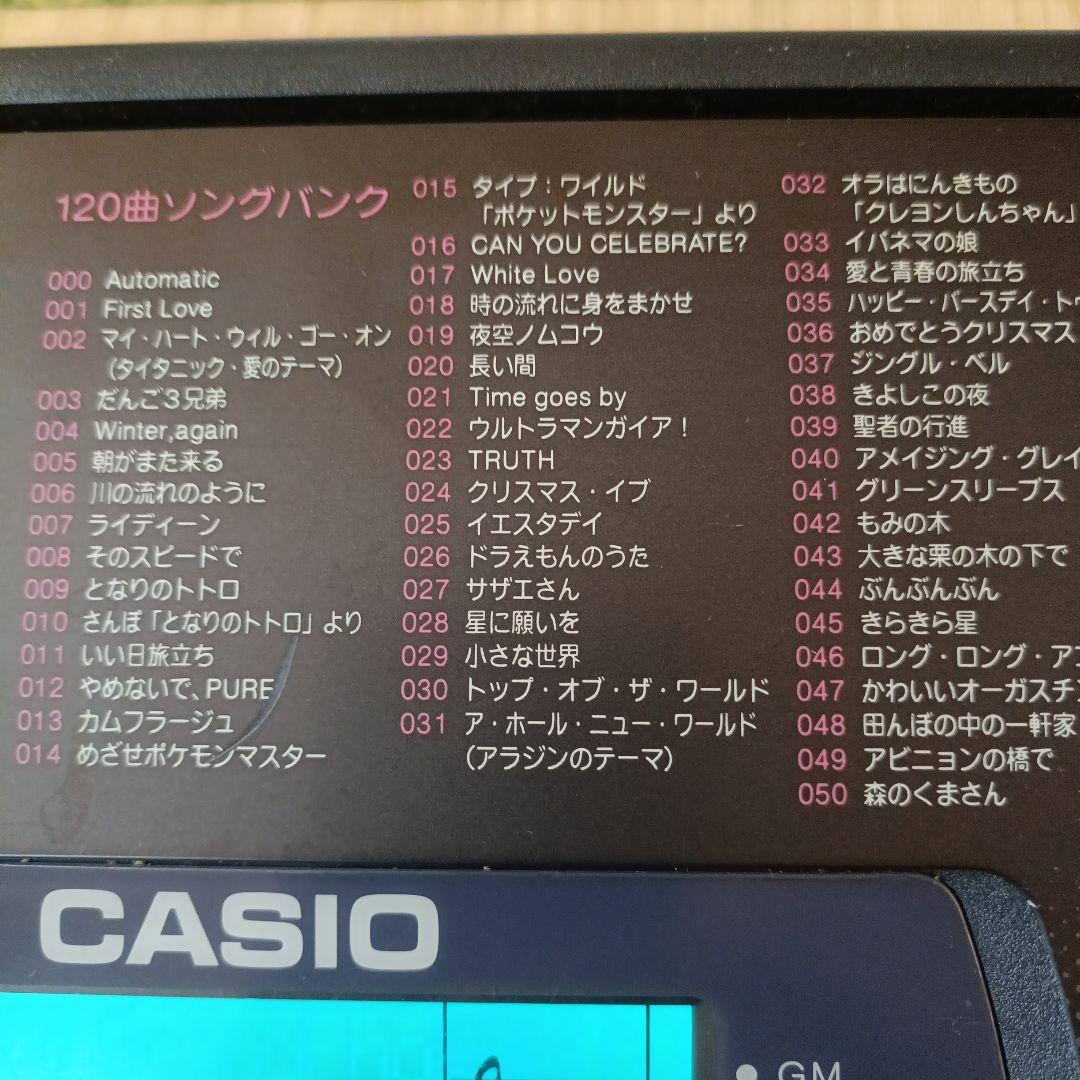 120曲ソングバンク
000 Automatic
001 First Love
002 マイ・ハート・ウィル・ゴー・オン
(タイタニック・愛のテーマ)
003 だんご3兄弟
004 Winter,again
005 朝がまた来る
006 川の流れのように
007 ライディーン
008 そのスピードで
009 となりのトトロ
010 さんぽ「となりのトトロ」より
011 いい日旅立ち
012 やめないで、PURE
013 カムフラージュ
014 めざせポケモンマスター
015 タイプ:ワイルド
「ポケットモンスター」より
016 CAN YOU CELEBRATE?
017 White Love
018 時の流れに身をまかせ
019 夜空ノムコウ
020 長い間
021 Time goes by
022 ウルトラマンガイア!
023 TRUTH
024 クリスマス・イブ
025 イエスタデイ
026 ドラえもんのうた
027 サザエさん
028 星に願いを
029 小さな世界
030 トップ・オブ・ザ・ワールド
031 ア・ホール・ニュー・ワールド
(アラジンのテーマ)
032 オラはにんきもの
「クレヨンしんちゃん」
033 イパネマの娘
034 愛と青春の旅立ち
035 ハッピー・バースデイ・トゥ
036 おめでとうクリスマス
037 ジングル・ベル
038 きよしこの夜
039 聖者の行進
040 アメイジング・グレイ
041 グリーンスリーブス
042 もみの木
043 大きな栗の木の下で
044 ぶんぶんぶん
045 きらきら星
046 ロング・ロング・アゴ
047 かわいいオーガスチン
048 田んぼの中の一軒家
049 アビニョンの橋で
050 森のくまさん
CASIO
GM